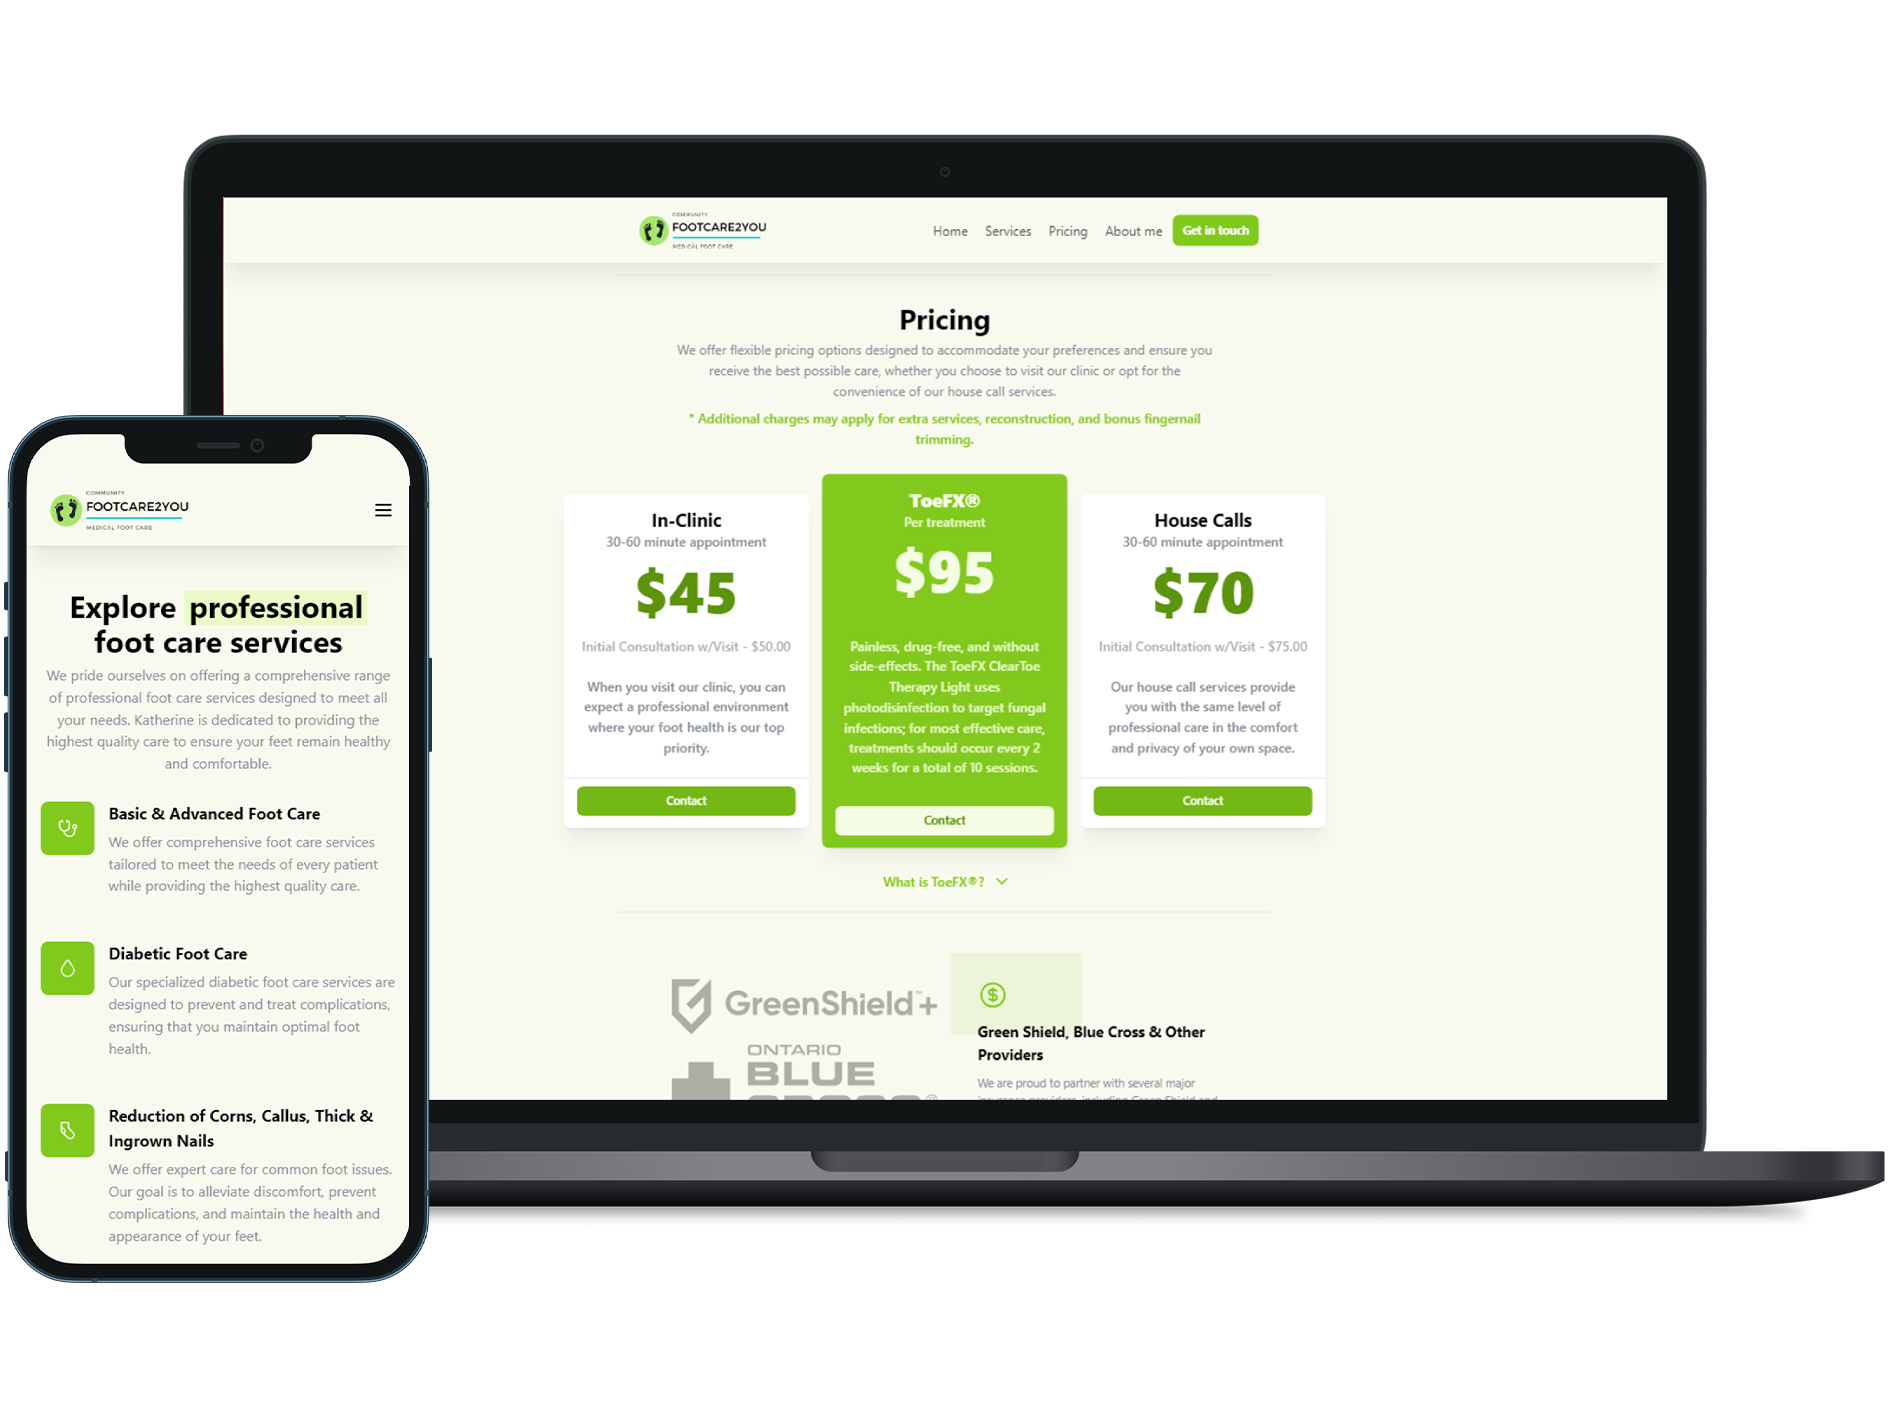 COMMUNITY
FOOTCARE2YOU
MEDICAL FOOT CARE
Home Services Pricing About me Get in touch
Pricing
We offer flexible pricing options designed to accommodate your preferences and ensure you
receive the best possible care, whether you choose to visit our clinic or opt for the
convenience of our house call services.
* Additional charges may apply for extra services, reconstruction, and bonus fingernail
trimming.
In-Clinic
30-60 minute appointment
$45
Initial Consultation w/Visit - $50.00
When you visit our clinic, you can
expect a professional environment
where your foot health is our top
priority.
Contact
ToeFX®
Per treatment
$95
Painless, drug-free, and without
side-effects. The ToeFX ClearToe
Therapy Light uses
photodisinfection to target fungal
infections; for most effective care,
treatments should occur every 2
weeks for a total of 10 sessions.
Contact
House Calls
30-60 minute appointment
$70
Initial Consultation w/Visit - $75.00
Our house call services provide
you with the same level of
professional care in the comfort
and privacy of your own space.
Contact
What is ToeFX®?
GreenShield™+
ONTARIO
BLUE
CROSS®
Green Shield, Blue Cross & Other
Providers
We are proud to partner with several major
insurance providers, including Green Shield and
COMMUNITY
FOOTCARE2YOU
MEDICAL FOOT CARE
Explore professional
foot care services
We pride ourselves on offering a comprehensive range
of professional foot care services designed to meet all
your needs. Katherine is dedicated to providing the
highest quality care to ensure your feet remain healthy
and comfortable.
Basic & Advanced Foot Care
We offer comprehensive foot care services
tailored to meet the needs of every patient
while providing the highest quality care.
Diabetic Foot Care
Our specialized diabetic foot care services are
designed to prevent and treat complications,
ensuring that you maintain optimal foot
health.
Reduction of Corns, Callus, Thick &
Ingrown Nails
We offer expert care for common foot issues.
Our goal is to alleviate discomfort, prevent
complications, and maintain the health and
appearance of your feet.